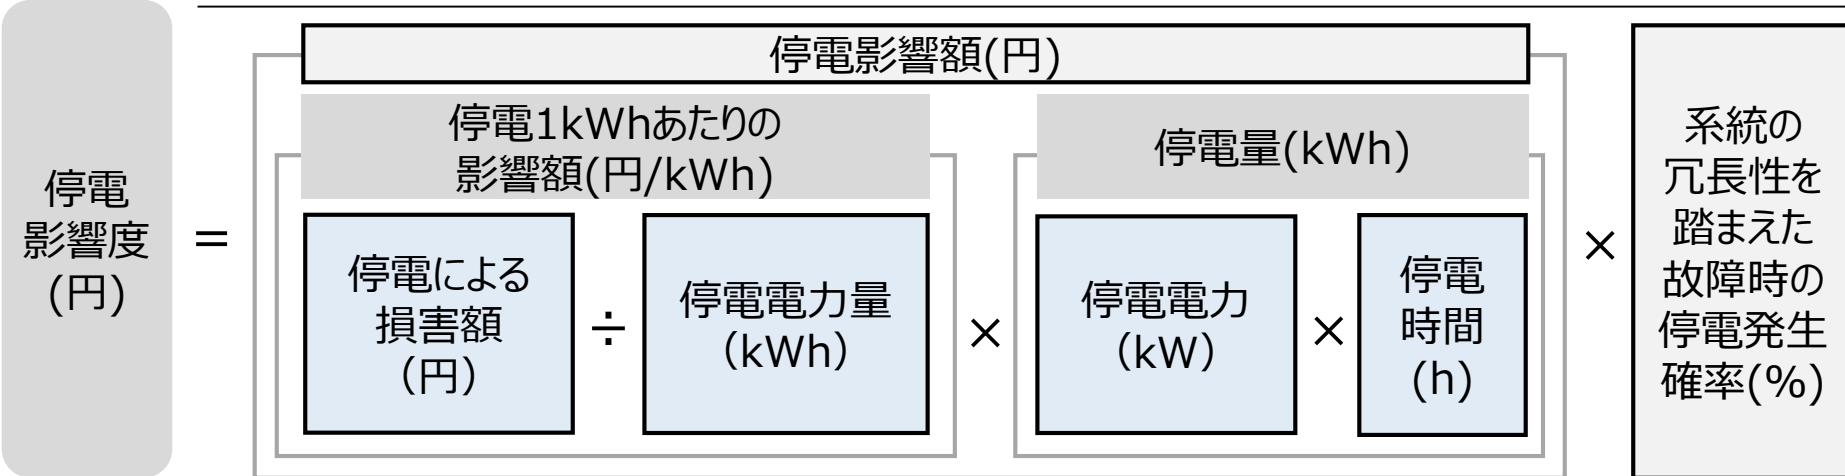 停電
影響度
(円)
=
停電影響額(円)
停電1kWhあたりの
影響額(円/kWh)
停電による
損害額
（円）
÷
停電電力量
（kWh）
×
停電量(kWh)
停電電力
（kW）
×
停電
時間
(h)
×
系統の
冗長性を
踏まえた
故障時の
停電発生
確率(%)